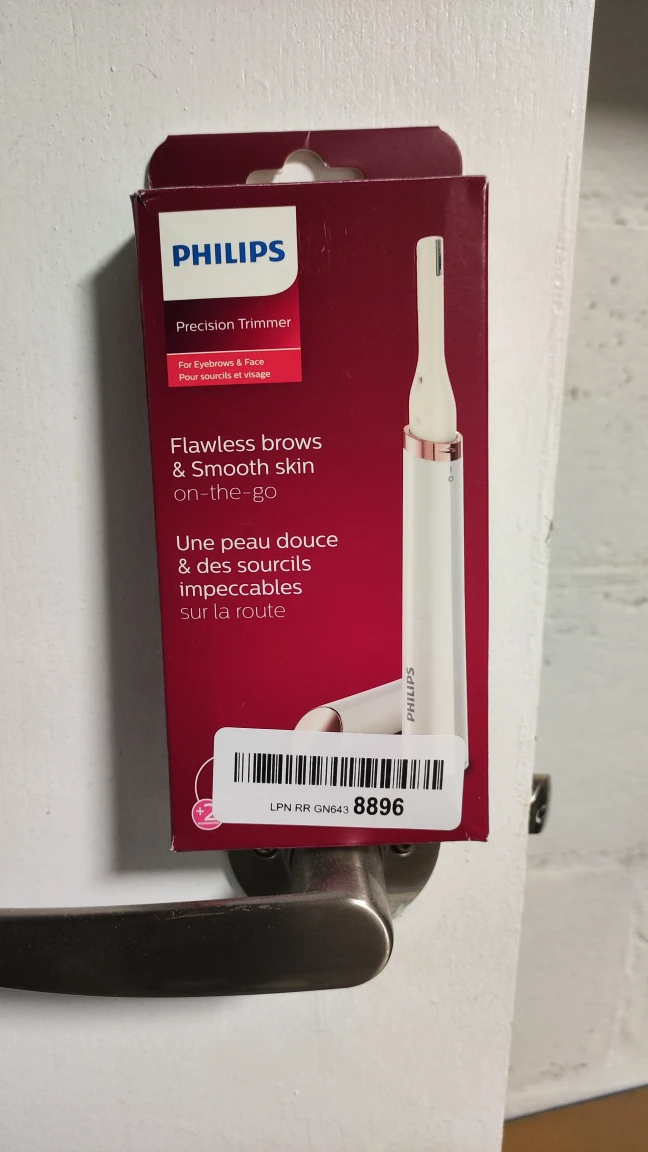 PHILIPS
Precision Trimmer
For Eyebrows & Face
Pour sourcils et visage
Flawless brows
& Smooth skin
on-the-go
Une peau douce
& des sourcils
impeccables
sur la route
PHILIPS
+2
LPN RR GN643 8896